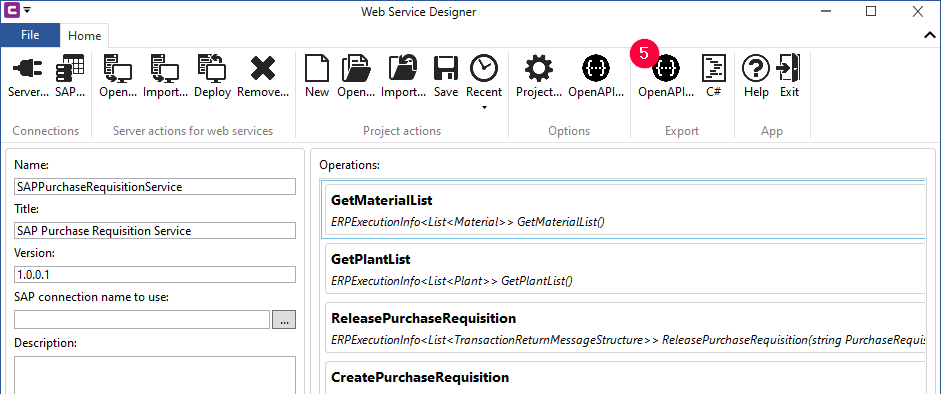 Web Service Designer
File Home
5
Server... SAP... Open... Import... Deploy Remove... New Open... Import... Save Recent Project... OpenAPI... OpenAPI... C# Help Exit
Connections Server actions for web services Project actions Options Export App
Name:
SAPPurchaseRequisitionService
Title:
SAP Purchase Requisition Service
Version:
1.0.0.1
SAP connection name to use:
...
Description:
Operations:
GetMaterialList
ERPExecutionInfo<List<Material>> GetMaterialList()
GetPlantList
ERPExecutionInfo<List<Plant>> GetPlantList()
ReleasePurchaseRequisition
ERPExecutionInfo<List<TransactionReturnMessageStructure>> ReleasePurchaseRequisition(string PurchaseRequis
CreatePurchaseRequisition